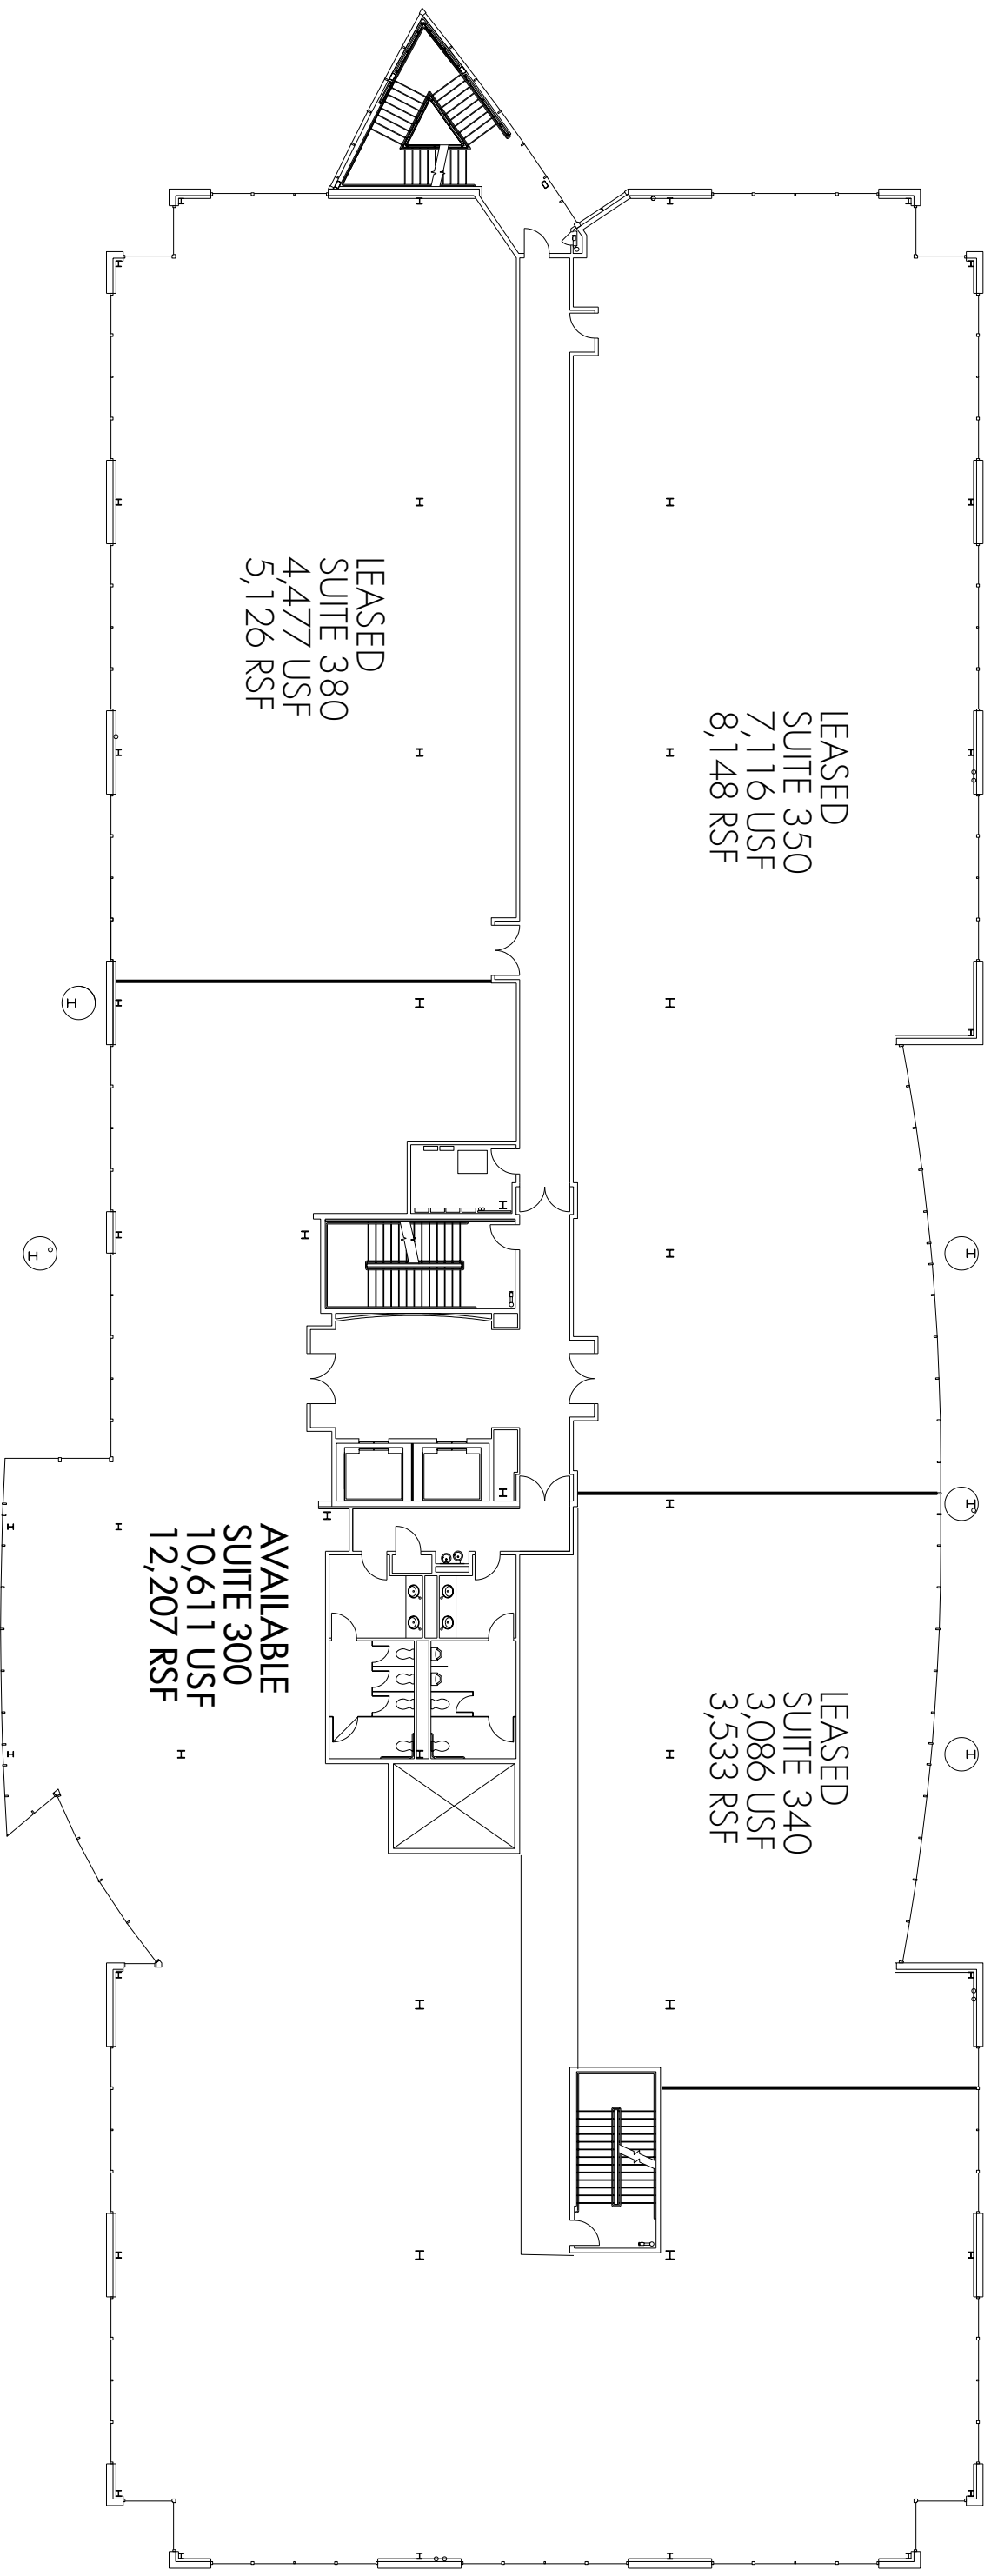 LEASED
SUITE 350
7,116 USF
8,148 RSF
LEASED
SUITE 340
3,086 USF
3,533 RSF
LEASED
SUITE 380
4,477 USF
5,126 RSF
AVAILABLE
SUITE 300
10,611 USF
12,207 RSF